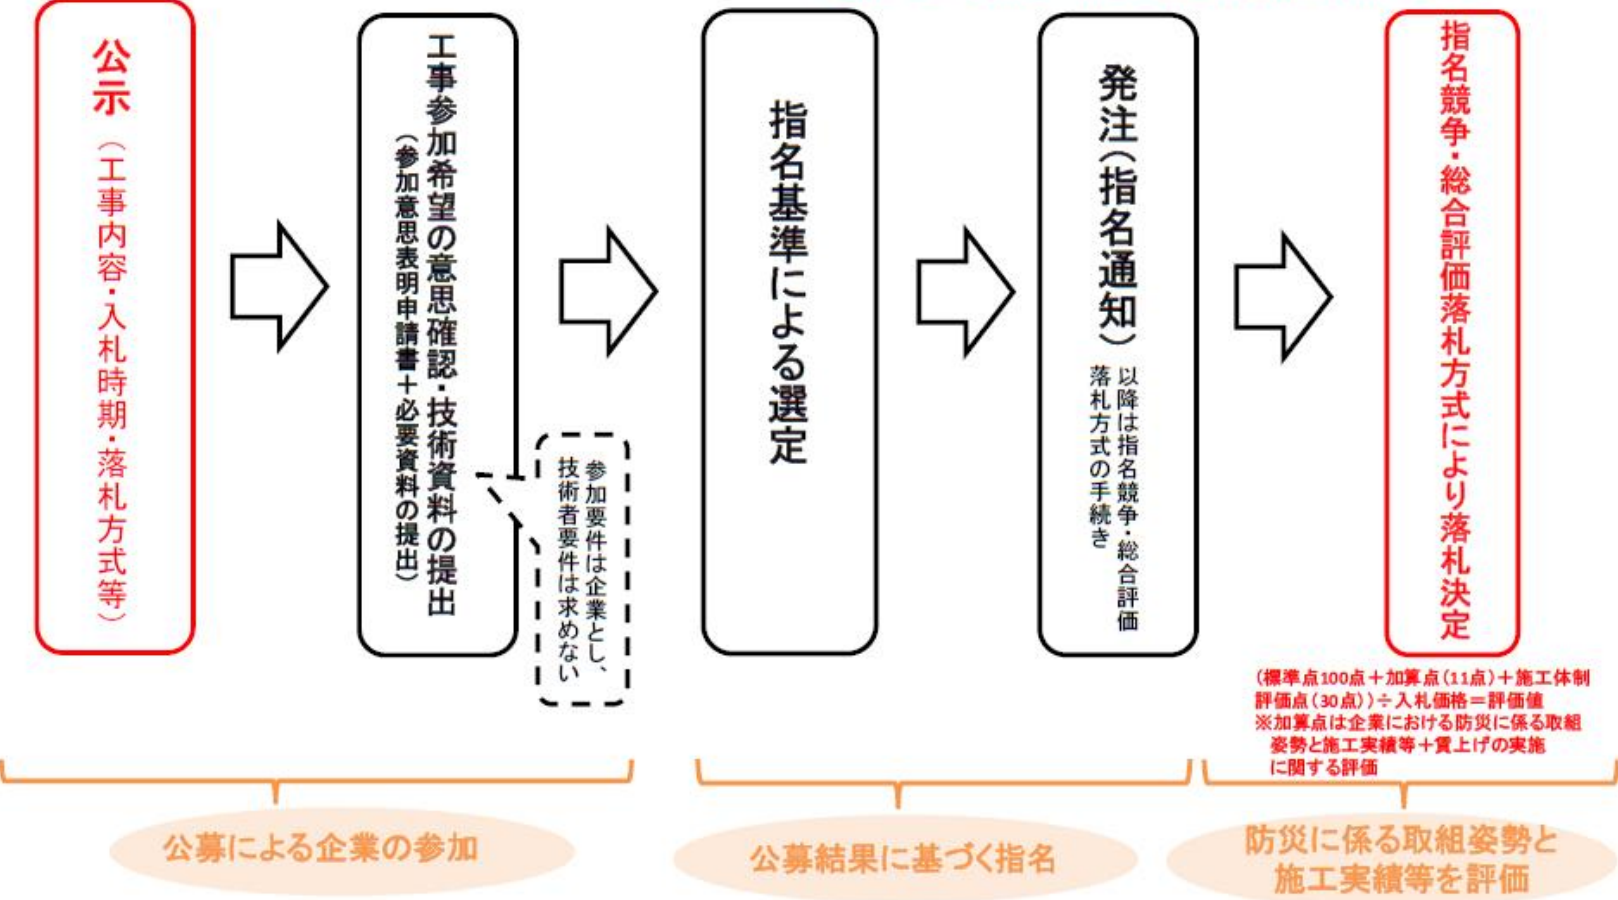 公示（工事内容・入札時期・落札方式等）
工事参加希望の意思確認・技術資料の提出
（参加意思表明申請書＋必要資料の提出）
参加要件は企業とし、
技術者要件は求めない
指名基準による選定
発注（指名通知）
以降は指名競争・総合評価
落札方式の手続き
指名競争・総合評価落札方式により落札決定
（標準点100点＋加算点（11点）＋施工体制
評価点（30点））÷入札価格＝評価値
※加算点は企業における防災に係る取組
姿勢と施工実績等＋賃上げの実施
に関する評価
公募による企業の参加
公募結果に基づく指名
防災に係る取組姿勢と
施工実績等を評価